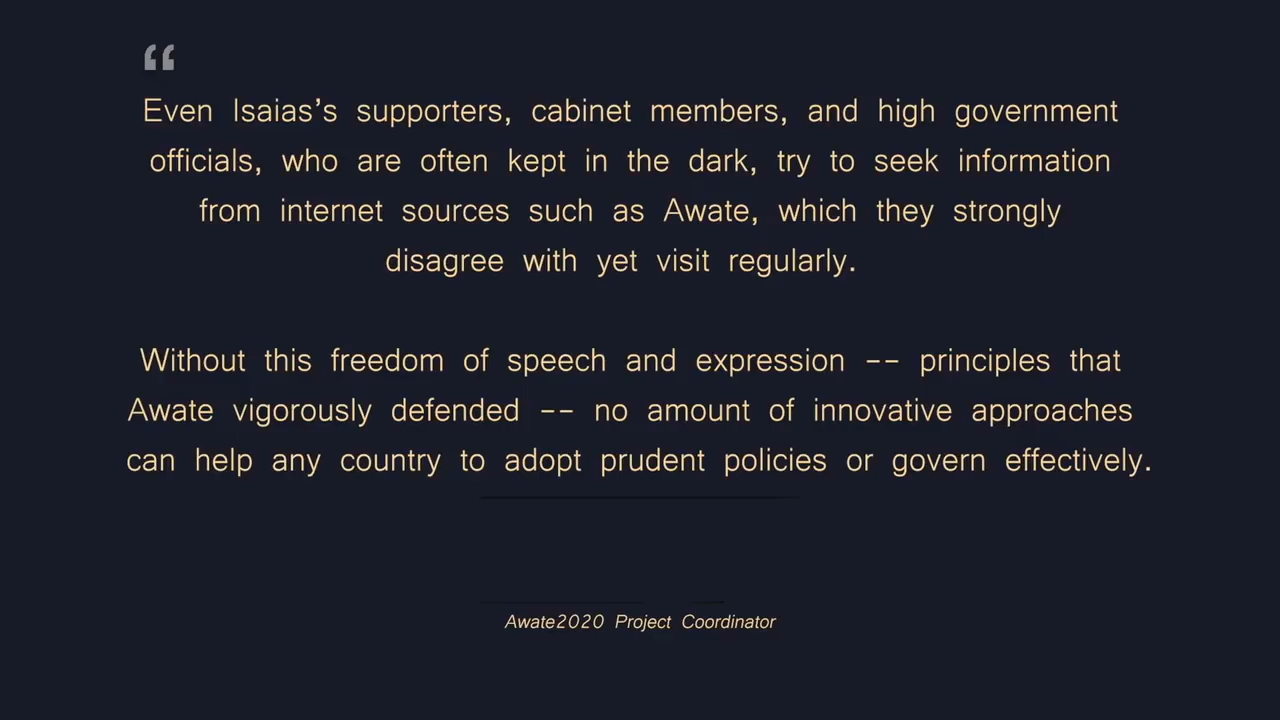 “
Even Isaias’s supporters, cabinet members, and high government
officials, who are often kept in the dark, try to seek information
from internet sources such as Awate, which they strongly
disagree with yet visit regularly.
Without this freedom of speech and expression -- principles that
Awate vigorously defended -- no amount of innovative approaches
can help any country to adopt prudent policies or govern effectively.
Awate2020 Project Coordinator